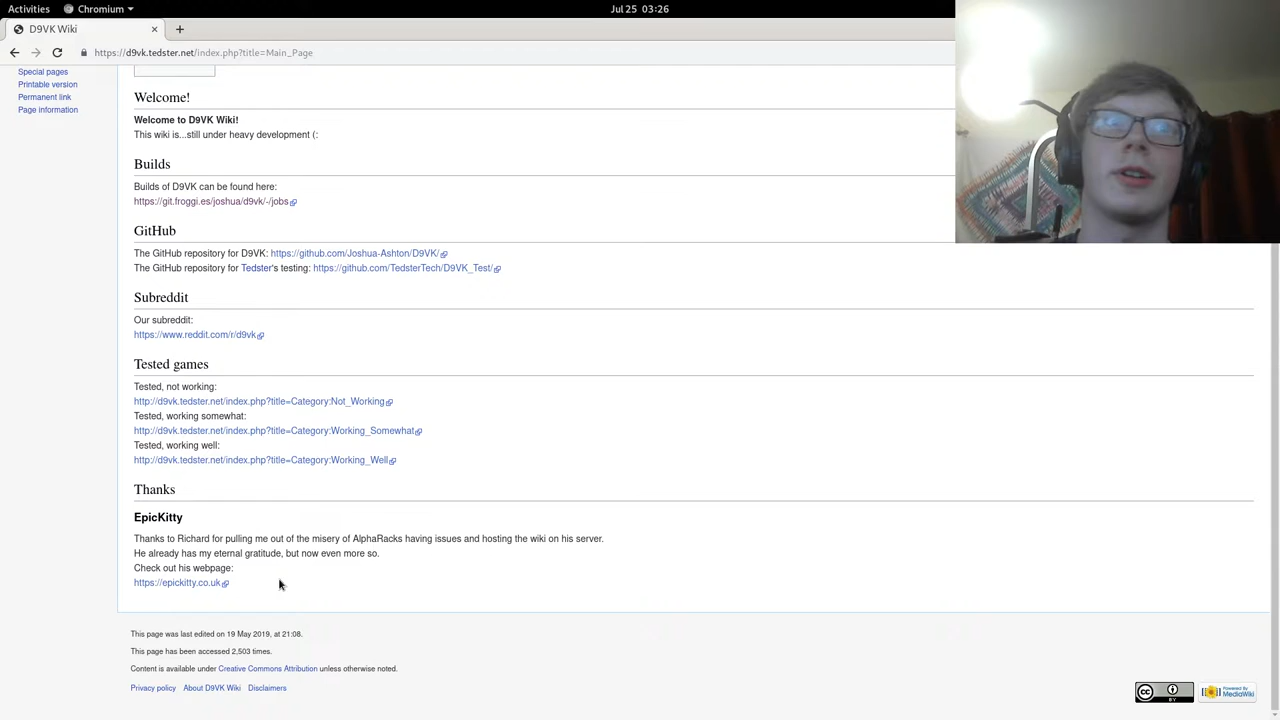 Activities
Chromium
Jul 25 03:26
D9VK Wiki
https://d9vk.tedster.net/index.php?title=Main_Page
Special pages
Printable version
Permanent link
Page information
Welcome!
Welcome to D9VK Wiki!
This wiki is...still under heavy development (:
Builds
Builds of D9VK can be found here:
https://git.froggi.es/joshua/d9vk/-/jobs
GitHub
The GitHub repository for D9VK: https://github.com/Joshua-Ashton/D9VK/
The GitHub repository for Tedster's testing: https://github.com/TedsterTech/D9VK_Test/
Subreddit
Our subreddit:
https://www.reddit.com/r/d9vk
Tested games
Tested, not working:
http://d9vk.tedster.net/index.php?title=Category:Not_Working
Tested, working somewhat:
http://d9vk.tedster.net/index.php?title=Category:Working_Somewhat
Tested, working well:
http://d9vk.tedster.net/index.php?title=Category:Working_Well
Thanks
EpicKitty
Thanks to Richard for pulling me out of the misery of AlphaRacks having issues and hosting the wiki on his server.
He already has my eternal gratitude, but now even more so.
Check out his webpage:
https://epickitty.co.uk
This page was last edited on 19 May 2019, at 21:08.
This page has been accessed 2,503 times.
Content is available under Creative Commons Attribution unless otherwise noted.
Privacy policy About D9VK Wiki Disclaimers
cc BY
Powered By MediaWiki